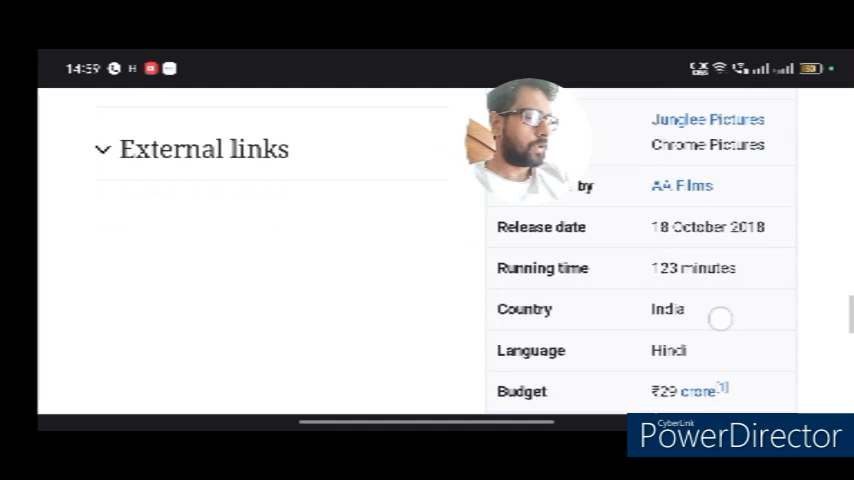 14:59
External links
Junglee Pictures
Chrome Pictures
by
AA Films
Release date
18 October 2018
Running time
123 minutes
Country
India
Language
Hindi
Budget
₹29 crore[1]
CyberLink
PowerDirector